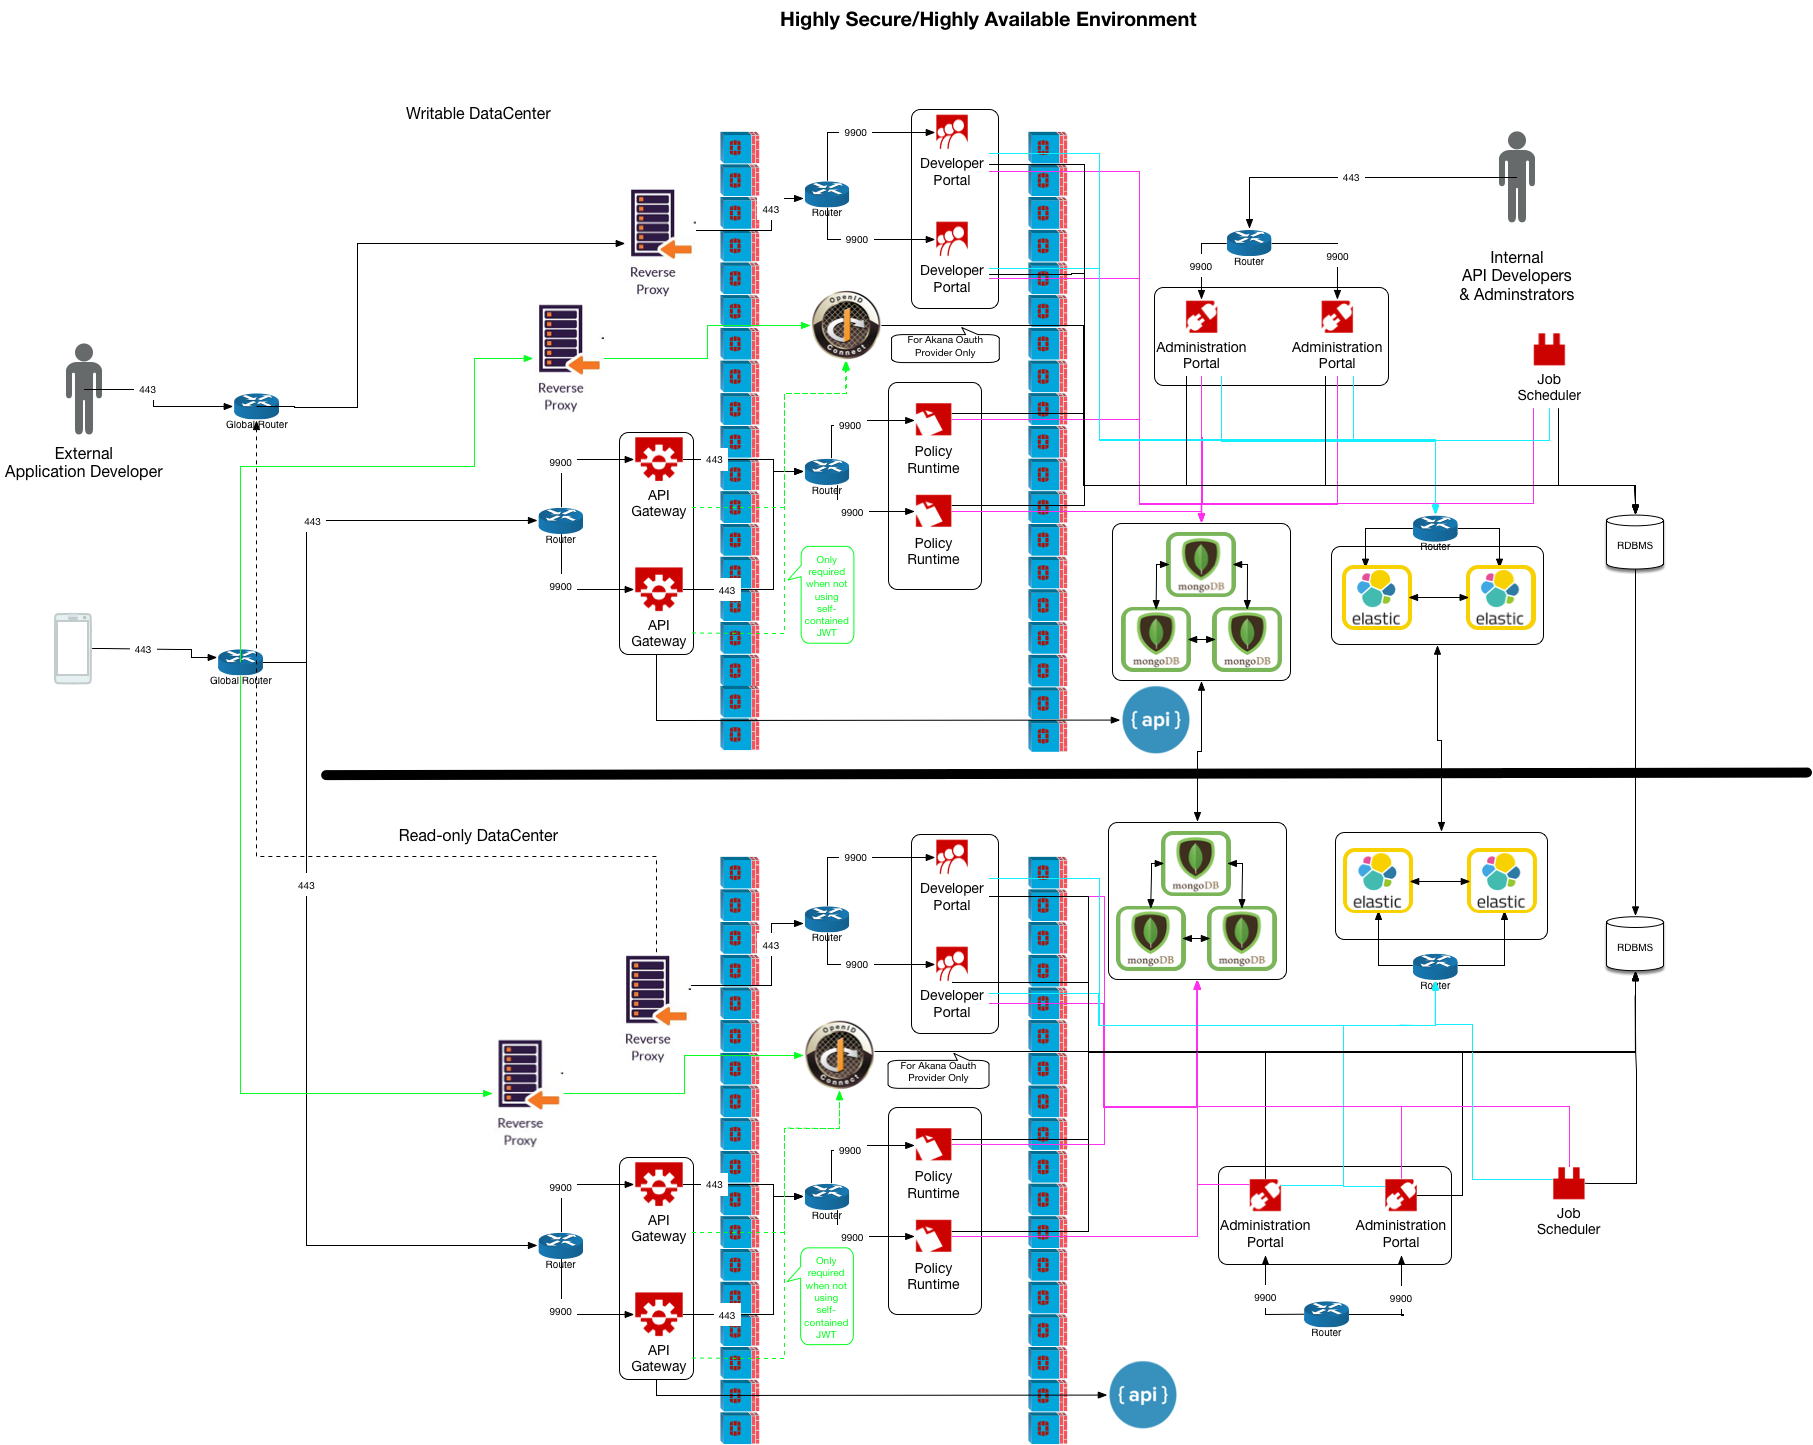 Highly Secure/Highly Available Environment
Writable DataCenter
9900
Developer
Portal
443
Router
9900
Developer
Portal
Reverse
Proxy
443
Router
9900
9900
Internal
API Developers
& Adminstrators
Administration
Portal
Administration
Portal
Job
Scheduler
OpenID
Connect
For Akana Oauth
Provider Only
Reverse
Proxy
443
Global Router
External
Application Developer
9900
Policy
Runtime
Router
9900
Policy
Runtime
9900
API
Gateway
443
443
Router
9900
API
Gateway
443
Only
required
when not
using
self-
contained
JWT
mongoDB
mongoDB
mongoDB
Router
elastic
elastic
RDBMS
443
Global Router
{ api }
Read-only DataCenter
443
9900
Developer
Portal
443
Router
9900
Developer
Portal
Reverse
Proxy
mongoDB
mongoDB
mongoDB
elastic
elastic
Router
RDBMS
OpenID
Connect
For Akana Oauth
Provider Only
Reverse
Proxy
9900
Policy
Runtime
Router
9900
Policy
Runtime
9900
API
Gateway
443
Router
9900
API
Gateway
443
Only
required
when not
using
self-
contained
JWT
Administration
Portal
Administration
Portal
Job
Scheduler
9900
9900
Router
{ api }